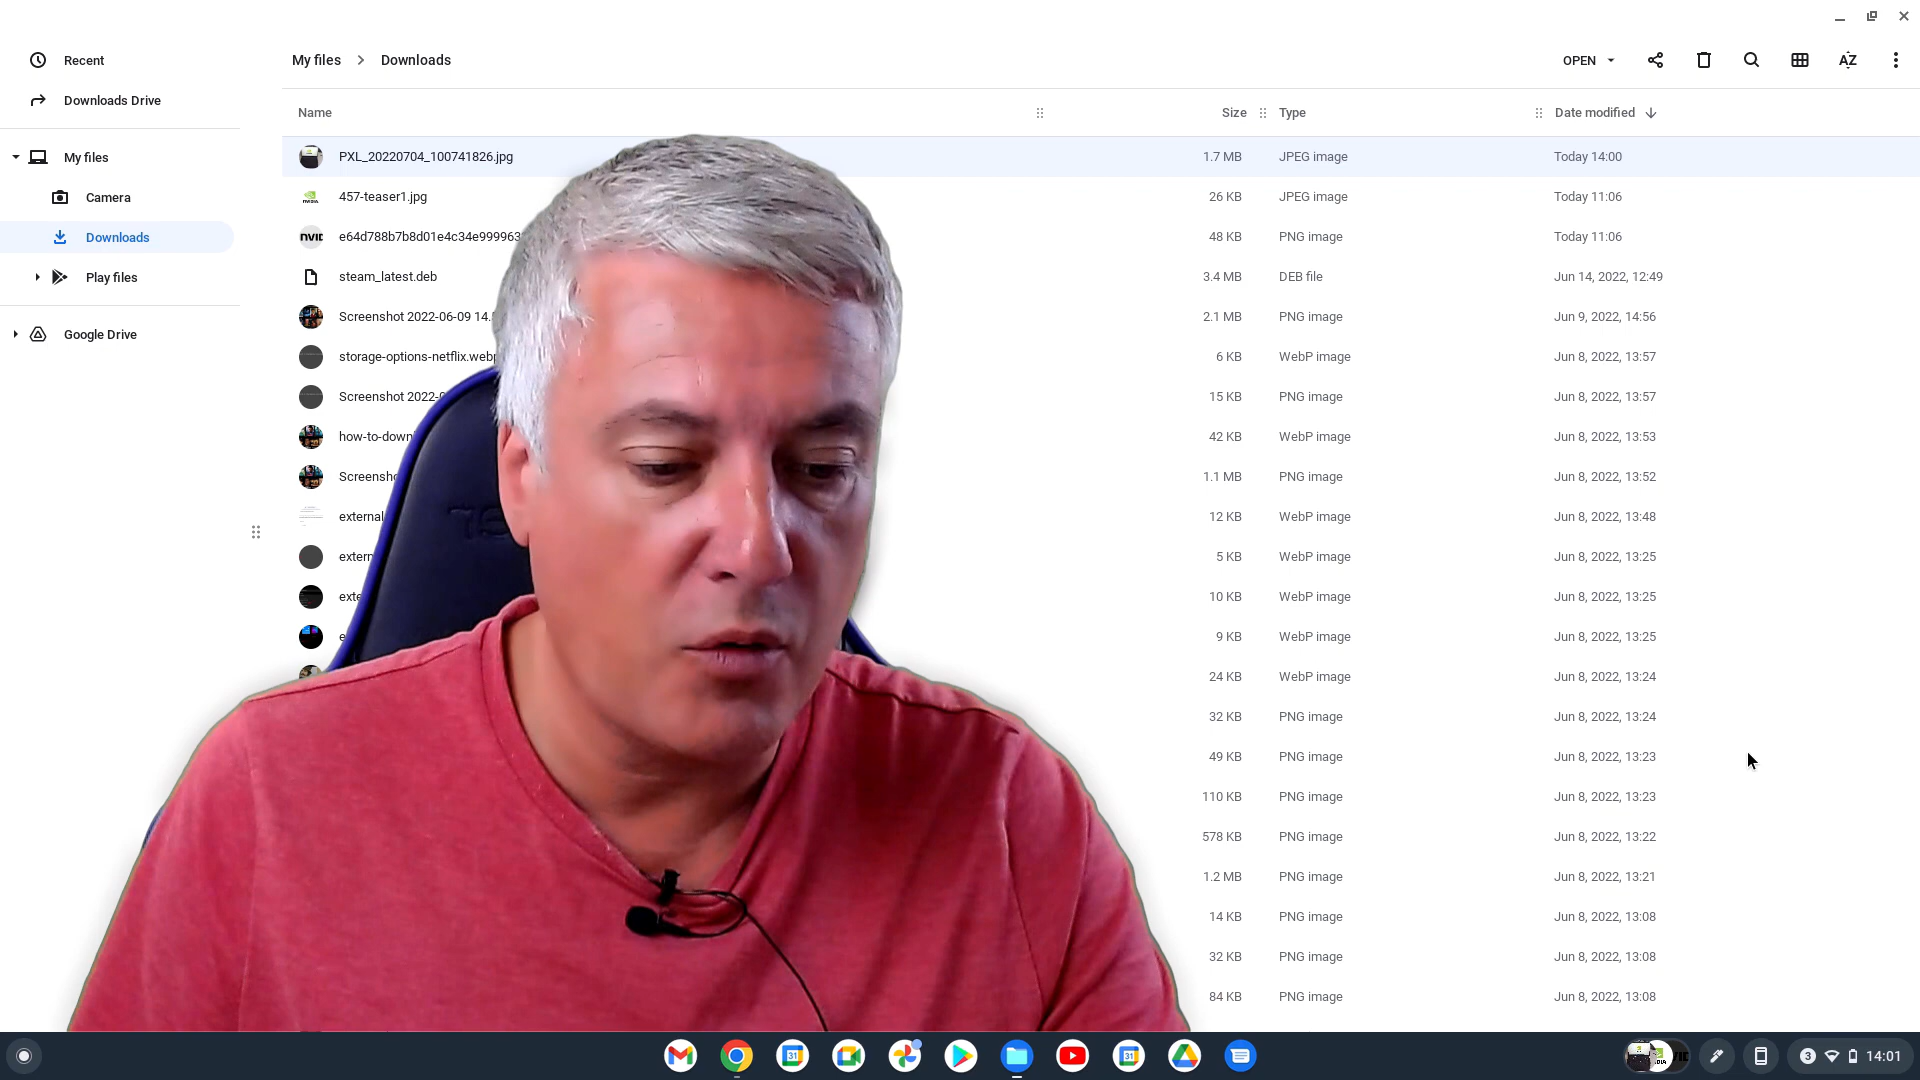 Recent
Downloads Drive
My files
Camera
Downloads
Play files
Google Drive
My files > Downloads
OPEN
AZ
Name Size Type Date modified
PXL_20220704_100741826.jpg 1.7 MB JPEG image Today 14:00
457-teaser1.jpg 26 KB JPEG image Today 11:06
e64d788b7b8d01e4c34e999963 48 KB PNG image Today 11:06
steam_latest.deb 3.4 MB DEB file Jun 14, 2022, 12:49
Screenshot 2022-06-09 14. 2.1 MB PNG image Jun 9, 2022, 14:56
storage-options-netflix.webp 6 KB WebP image Jun 8, 2022, 13:57
Screenshot 2022-0 15 KB PNG image Jun 8, 2022, 13:57
how-to-down 42 KB WebP image Jun 8, 2022, 13:53
Screensho 1.1 MB PNG image Jun 8, 2022, 13:52
external 12 KB WebP image Jun 8, 2022, 13:48
extern 5 KB WebP image Jun 8, 2022, 13:25
exte 10 KB WebP image Jun 8, 2022, 13:25
e 9 KB WebP image Jun 8, 2022, 13:25
24 KB WebP image Jun 8, 2022, 13:24
32 KB PNG image Jun 8, 2022, 13:24
49 KB PNG image Jun 8, 2022, 13:23
110 KB PNG image Jun 8, 2022, 13:23
578 KB PNG image Jun 8, 2022, 13:22
1.2 MB PNG image Jun 8, 2022, 13:21
14 KB PNG image Jun 8, 2022, 13:08
32 KB PNG image Jun 8, 2022, 13:08
84 KB PNG image Jun 8, 2022, 13:08
31
31
3
14:01